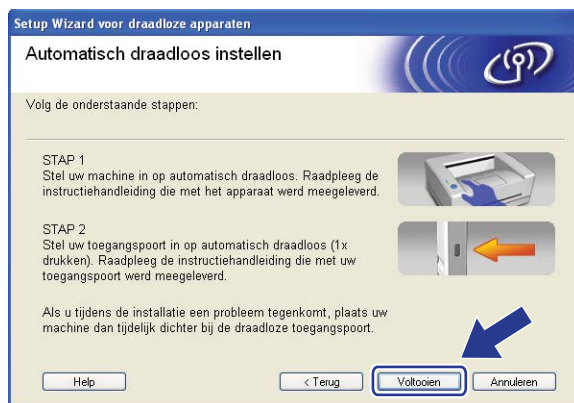 Setup Wizard voor draadloze apparaten
Automatisch draadloos instellen
Volg de onderstaande stappen:
STAP 1
Stel uw machine in op automatisch draadloos. Raadpleeg de
instructiehandleiding die met het apparaat werd meegeleverd.
STAP 2
Stel uw toegangspoort in op automatisch draadloos (1x
drukken). Raadpleeg de instructiehandleiding die met uw
toegangspoort werd meegeleverd.
Als u tijdens de installatie een probleem tegenkomt, plaats uw
machine dan tijdelijk dichter bij de draadloze toegangspoort.
Help
< Terug
Voltooien
Annuleren